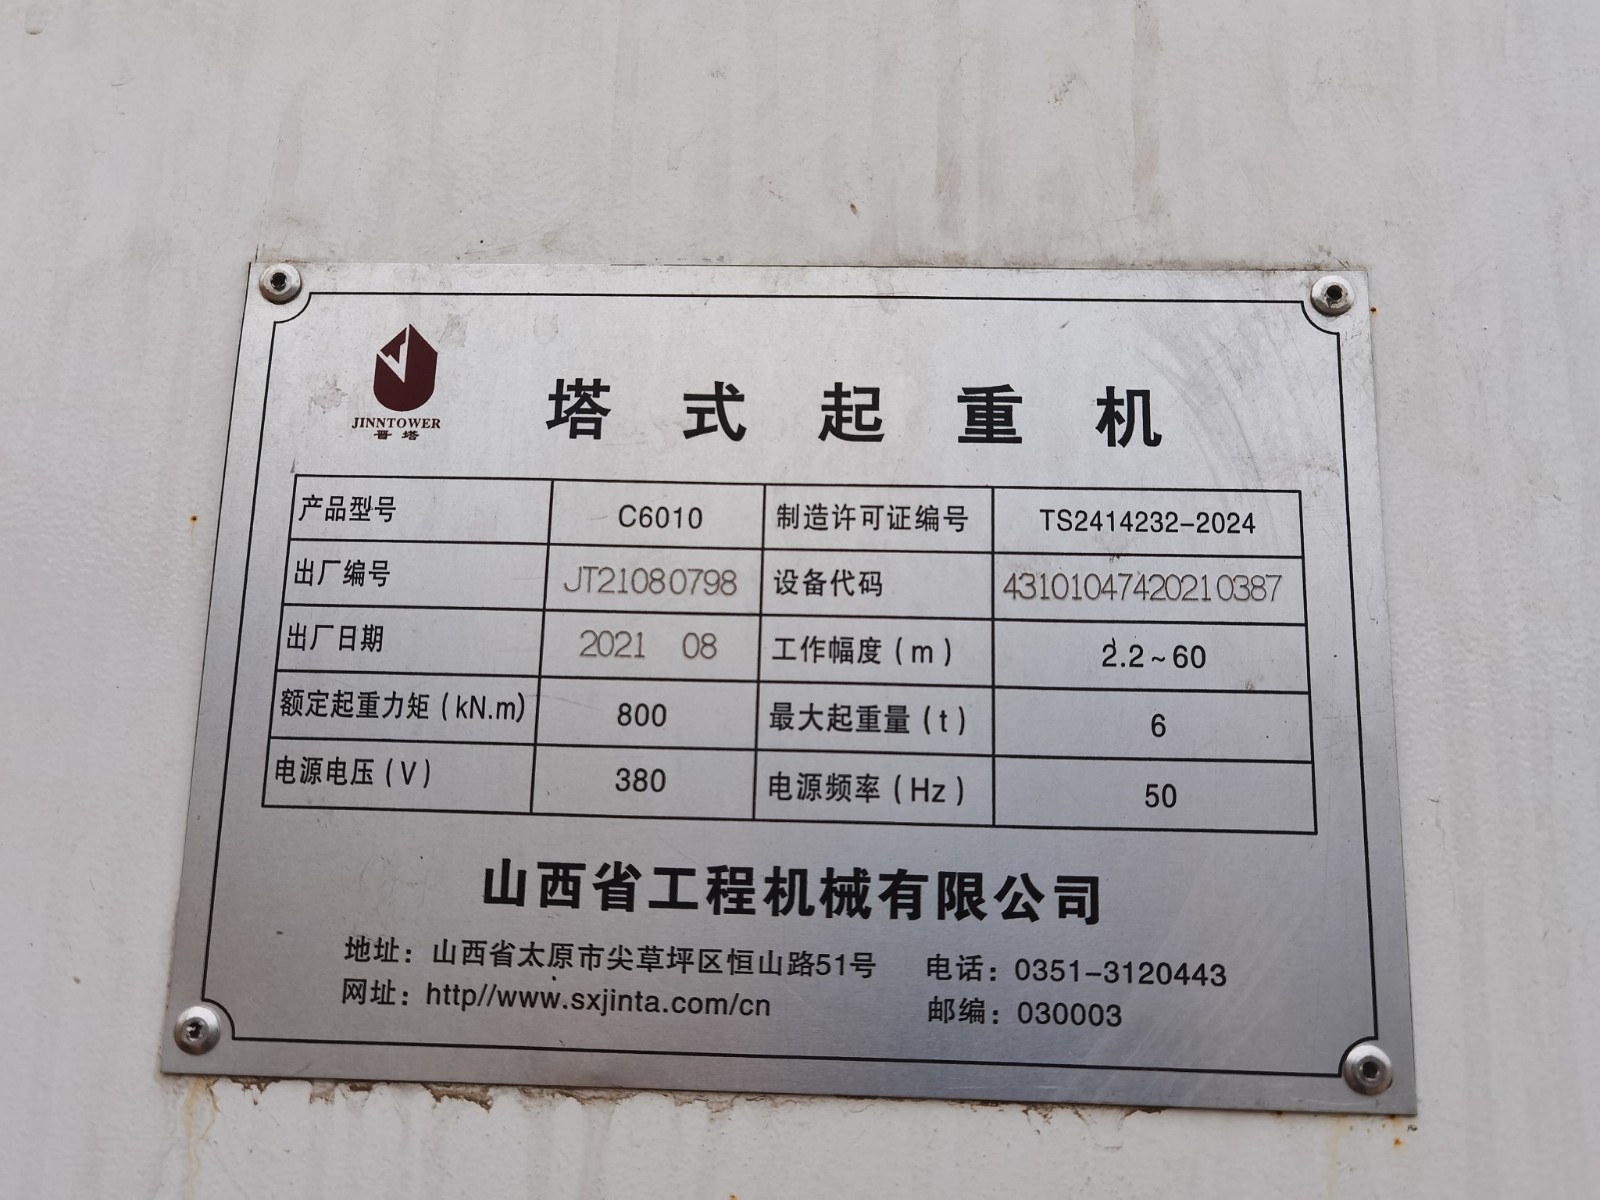 JINNTOWER
晋塔
塔式起重机
产品型号 C6010 制造许可证编号 TS2414232-2024
出厂编号 JT21080798 设备代码 43101047420210387
出厂日期 2021 08 工作幅度(m) 2.2~60
额定起重力矩(kN.m) 800 最大起重量(t) 6
电源电压(V) 380 电源频率(Hz) 50
山西省工程机械有限公司
地址：山西省太原市尖草坪区恒山路51号 电话：0351-3120443
网址：http//www.sxjinta.com/cn 邮编：030003